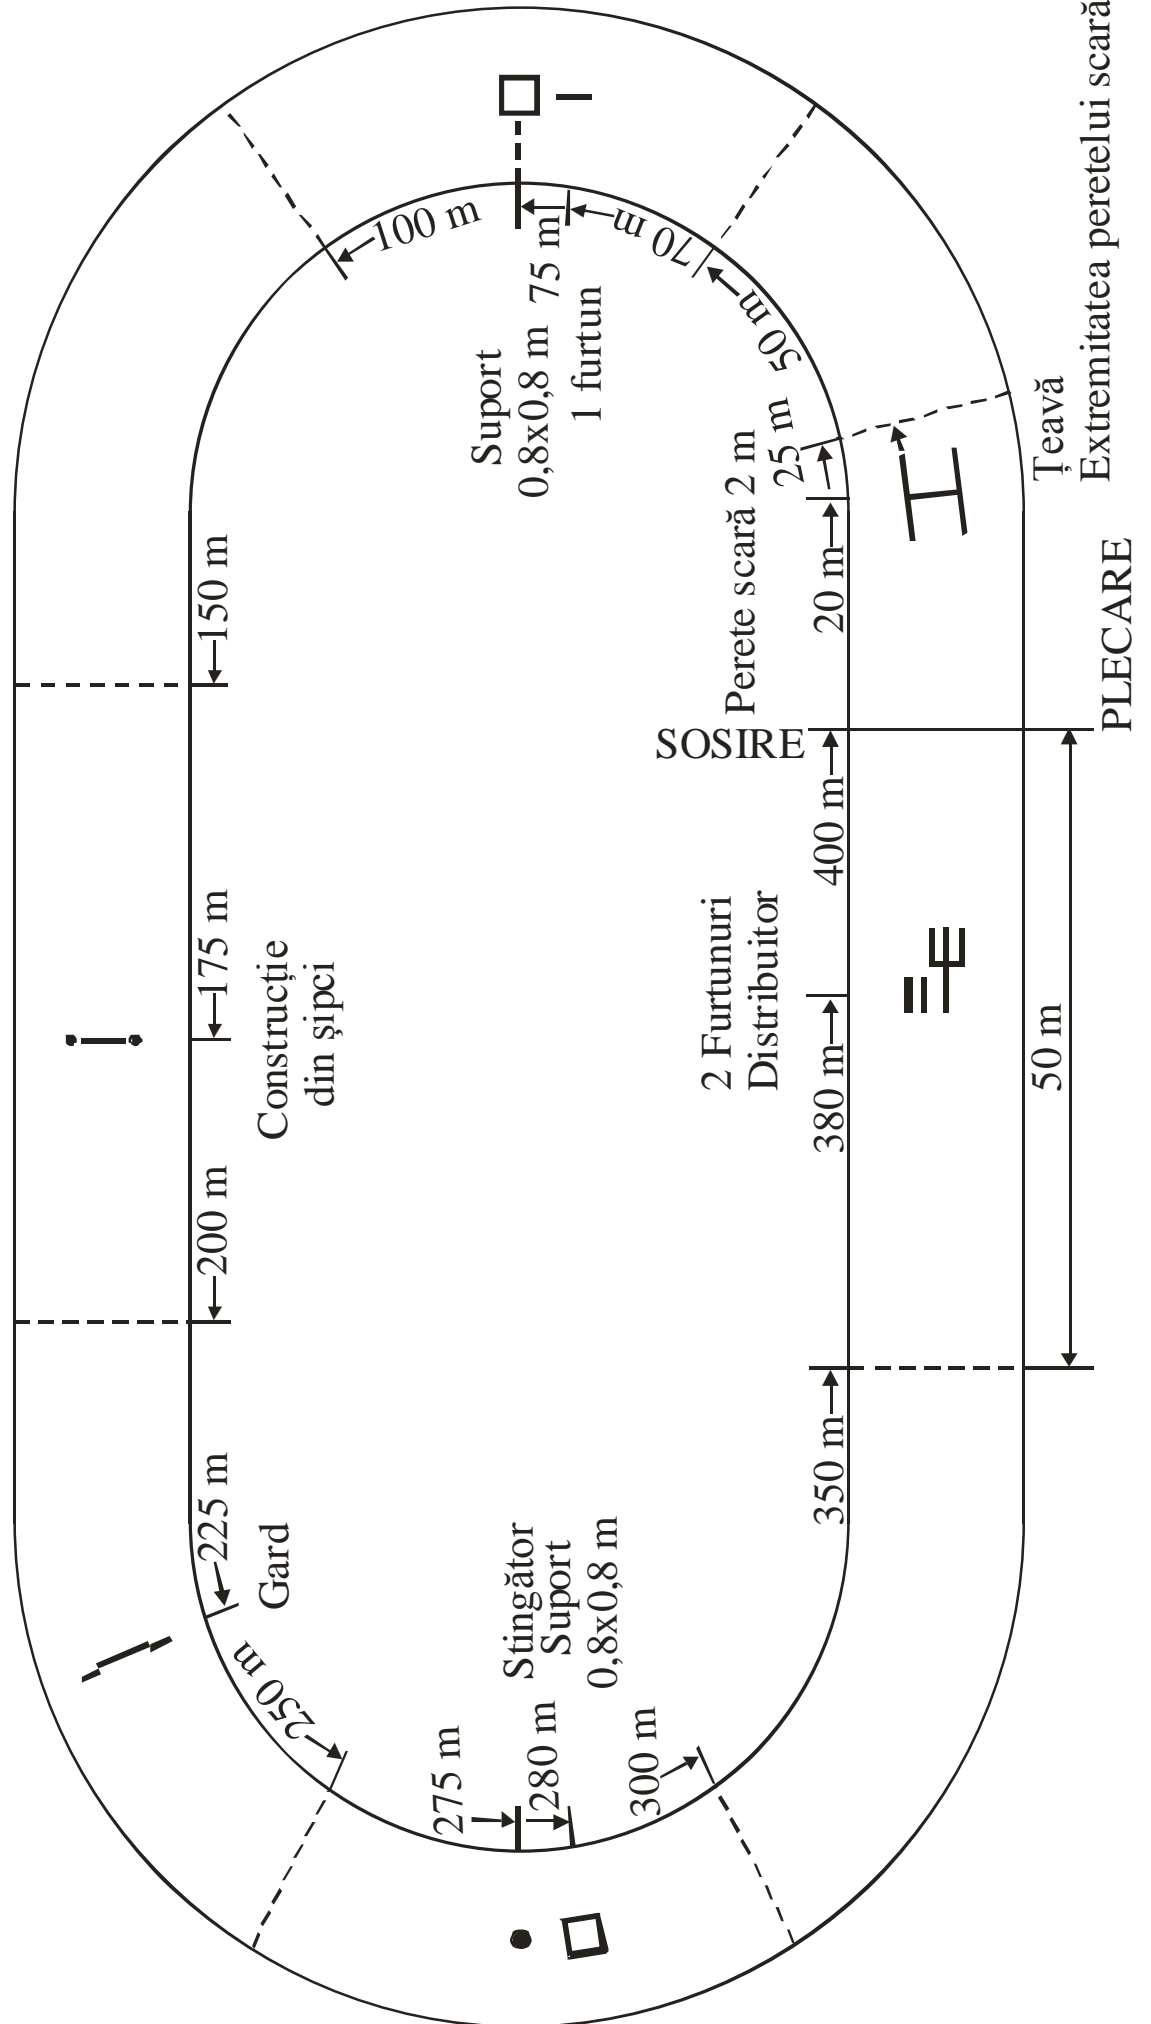 Țeavă
Extremitatea peretelui scară
PLECARE
SOSIRE
Perete scară 2 m
20 m
25 m
50 m
70 m
75 m
1 furtun
Suport
0,8x0,8 m
100 m
150 m
175 m
Construcție
din șipci
200 m
225 m
Gard
250 m
275 m
280 m
Stingător
Suport
0,8x0,8 m
300 m
350 m
380 m
2 Furtunuri
Distribuitor
400 m
50 m